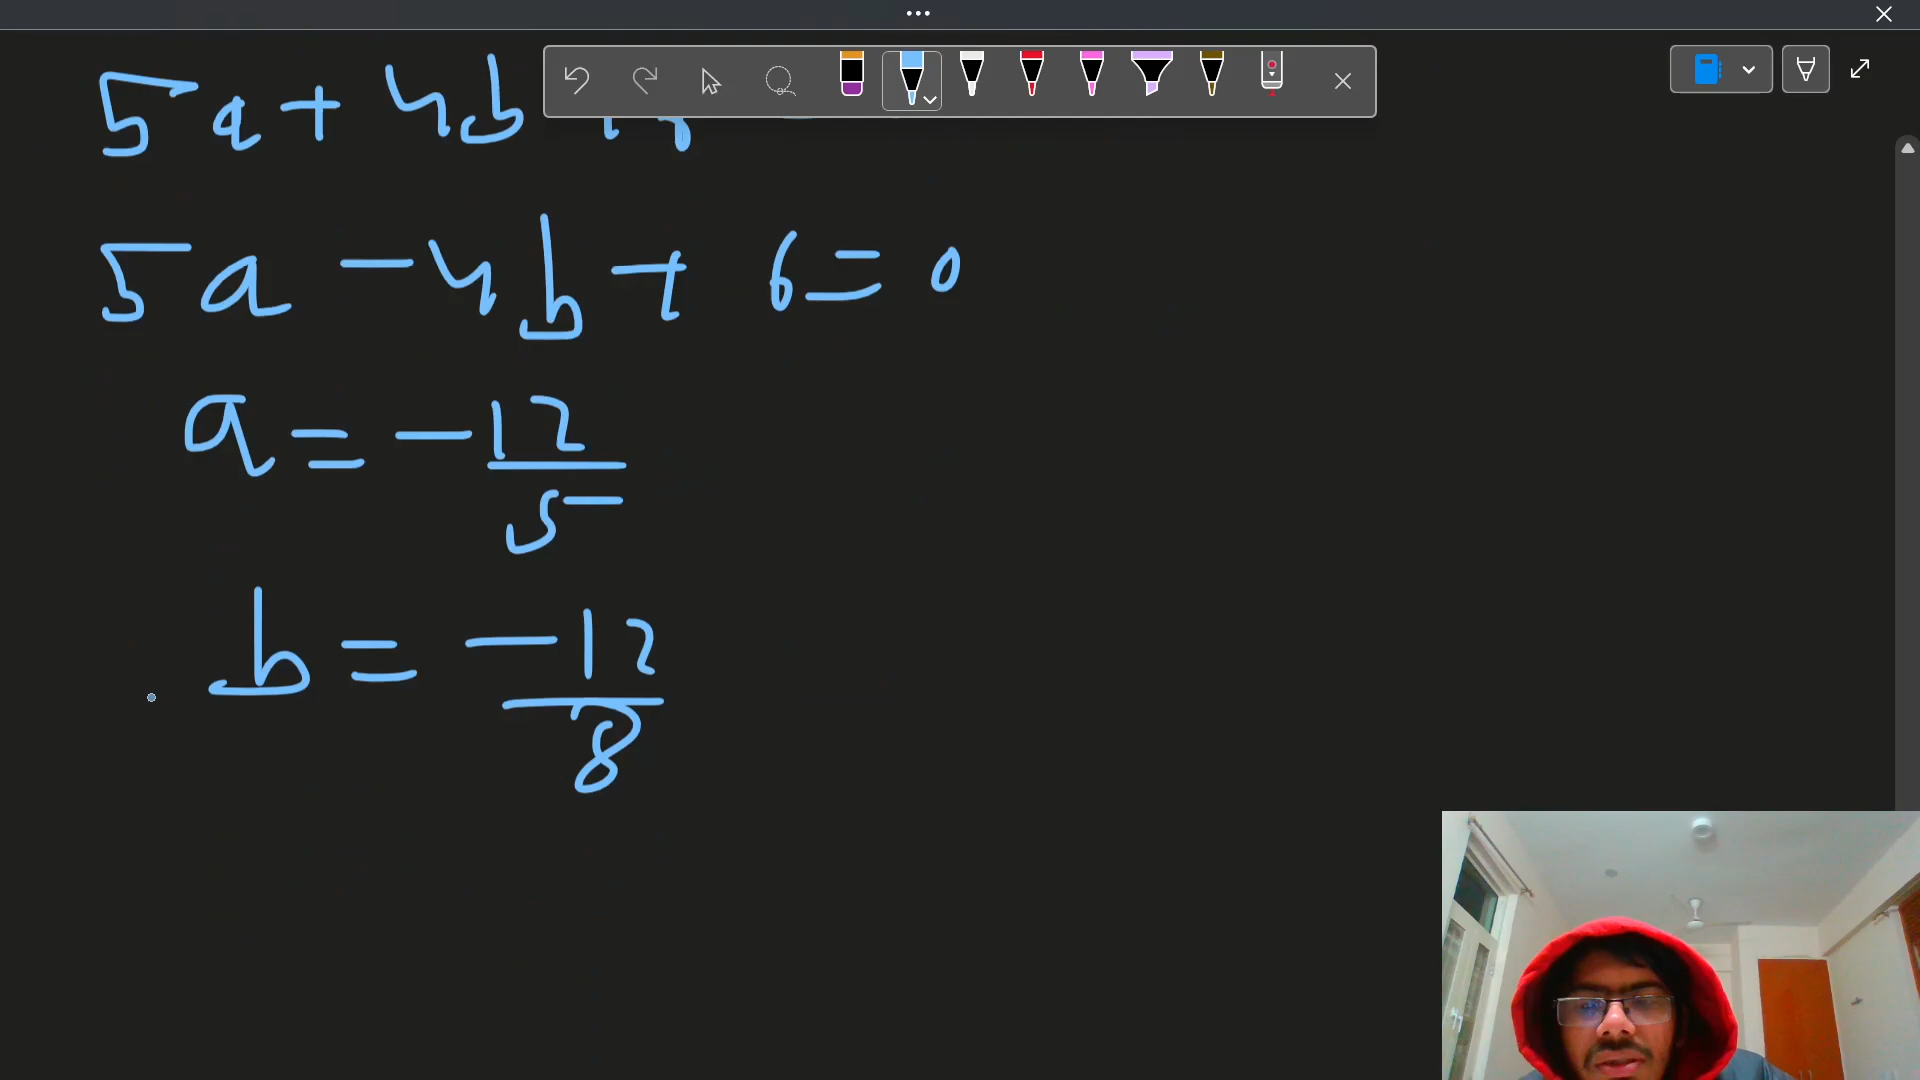 5a + 4b
5a - 4b + 6 = 0
a = -12/5
b = -12/8